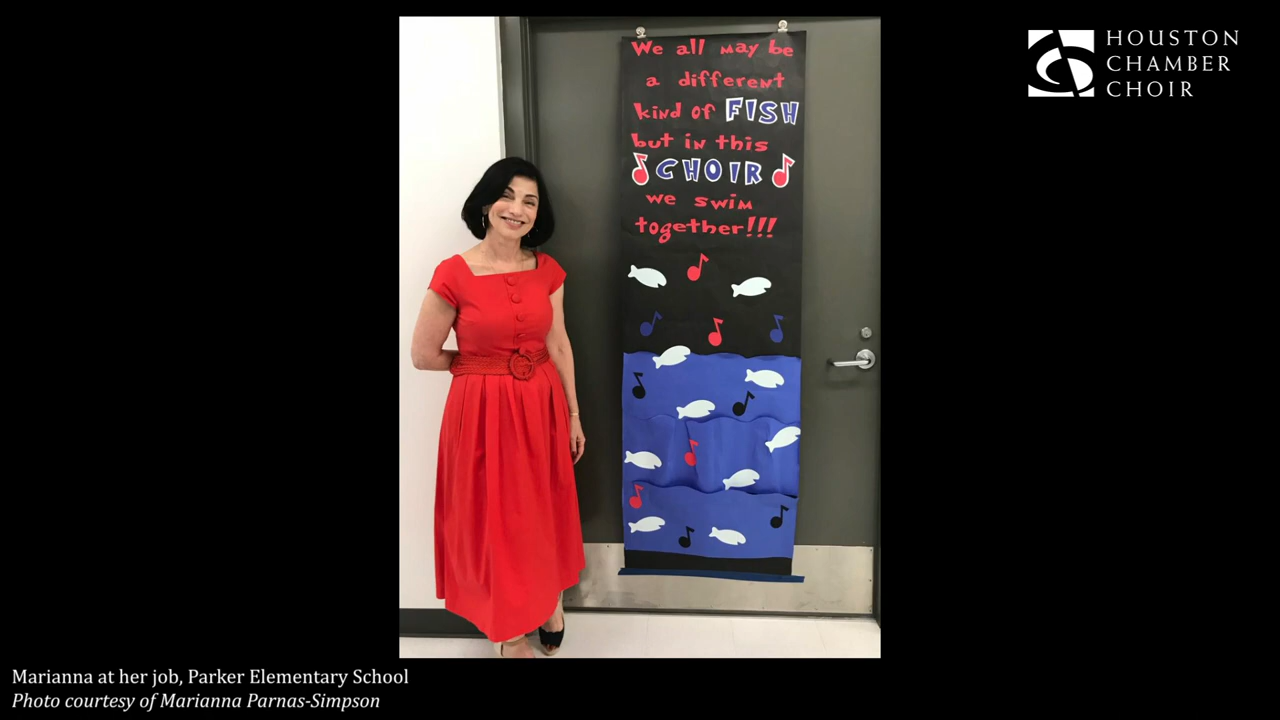 We all may be
a different
kind of FISH
but in this
CHOIR
we swim
together!!!
HOUSTON
CHAMBER
CHOIR
Marianna at her job, Parker Elementary School
Photo courtesy of Marianna Parnas-Simpson